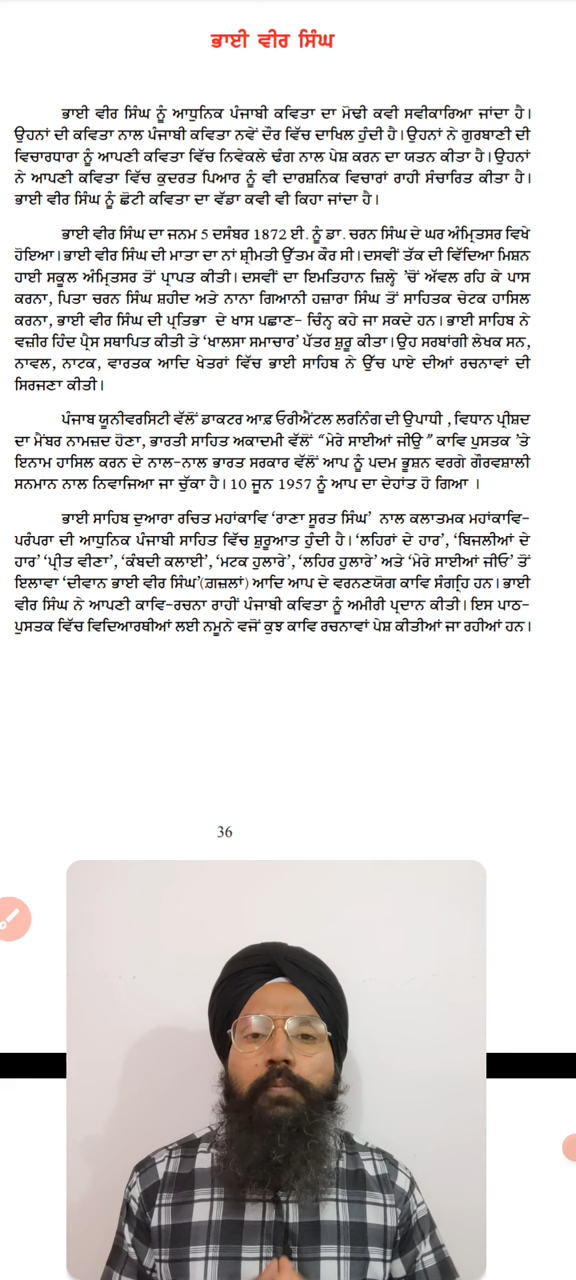 ਭਾਈ ਵੀਰ ਸਿੰਘ
ਭਾਈ ਵੀਰ ਸਿੰਘ ਨੂੰ ਆਧੁਨਿਕ ਪੰਜਾਬੀ ਕਵਿਤਾ ਦਾ ਮੋਢੀ ਕਵੀ ਸਵੀਕਾਰਿਆ ਜਾਂਦਾ ਹੈ।
ਉਹਨਾਂ ਦੀ ਕਵਿਤਾ ਨਾਲ ਪੰਜਾਬੀ ਕਵਿਤਾ ਨਵੇਂ ਦੌਰ ਵਿੱਚ ਦਾਖਿਲ ਹੁੰਦੀ ਹੈ। ਉਹਨਾਂ ਨੇ ਗੁਰਬਾਣੀ ਦੀ
ਵਿਚਾਰਧਾਰਾ ਨੂੰ ਆਪਣੀ ਕਵਿਤਾ ਵਿੱਚ ਨਿਵੇਕਲੇ ਢੰਗ ਨਾਲ ਪੇਸ਼ ਕਰਨ ਦਾ ਯਤਨ ਕੀਤਾ ਹੈ। ਉਹਨਾਂ
ਨੇ ਆਪਣੀ ਕਵਿਤਾ ਵਿੱਚ ਕੁਦਰਤ ਪਿਆਰ ਨੂੰ ਵੀ ਦਾਰਸ਼ਨਿਕ ਵਿਚਾਰਾਂ ਰਾਹੀ ਸੰਚਾਰਿਤ ਕੀਤਾ ਹੈ।
ਭਾਈ ਵੀਰ ਸਿੰਘ ਨੂੰ ਛੋਟੀ ਕਵਿਤਾ ਦਾ ਵੱਡਾ ਕਵੀ ਵੀ ਕਿਹਾ ਜਾਂਦਾ ਹੈ।
ਭਾਈ ਵੀਰ ਸਿੰਘ ਦਾ ਜਨਮ 5 ਦਸੰਬਰ 1872 ਈ. ਨੂੰ ਡਾ. ਚਰਨ ਸਿੰਘ ਦੇ ਘਰ ਅੰਮ੍ਰਿਤਸਰ ਵਿਖੇ
ਹੋਇਆ। ਭਾਈ ਵੀਰ ਸਿੰਘ ਦੀ ਮਾਤਾ ਦਾ ਨਾਂ ਸ਼੍ਰੀਮਤੀ ਉੱਤਮ ਕੌਰ ਸੀ। ਦਸਵੀਂ ਤੱਕ ਦੀ ਵਿੱਦਿਆ ਮਿਸ਼ਨ
ਹਾਈ ਸਕੂਲ ਅੰਮ੍ਰਿਤਸਰ ਤੋਂ ਪ੍ਰਾਪਤ ਕੀਤੀ। ਦਸਵੀਂ ਦਾ ਇਮਤਿਹਾਨ ਜ਼ਿਲ੍ਹੇ 'ਚੋਂ ਅੱਵਲ ਰਹਿ ਕੇ ਪਾਸ
ਕਰਨਾ, ਪਿਤਾ ਚਰਨ ਸਿੰਘ ਸ਼ਹੀਦ ਅਤੇ ਨਾਨਾ ਗਿਆਨੀ ਹਜ਼ਾਰਾ ਸਿੰਘ ਤੋਂ ਸਾਹਿਤਕ ਚੇਟਕ ਹਾਸਿਲ
ਕਰਨਾ, ਭਾਈ ਵੀਰ ਸਿੰਘ ਦੀ ਪ੍ਰਤਿਭਾ ਦੇ ਖਾਸ ਪਛਾਣ- ਚਿੰਨ੍ਹ ਕਹੇ ਜਾ ਸਕਦੇ ਹਨ। ਭਾਈ ਸਾਹਿਬ ਨੇ
ਵਜ਼ੀਰ ਹਿੰਦ ਪ੍ਰੈਸ ਸਥਾਪਿਤ ਕੀਤੀ ਤੇ 'ਖਾਲਸਾ ਸਮਾਚਾਰ' ਪੱਤਰ ਸ਼ੁਰੂ ਕੀਤਾ। ਉਹ ਸਰਬਾਂਗੀ ਲੇਖਕ ਸਨ,
ਨਾਵਲ, ਨਾਟਕ, ਵਾਰਤਕ ਆਦਿ ਖੇਤਰਾਂ ਵਿੱਚ ਭਾਈ ਸਾਹਿਬ ਨੇ ਉੱਚ ਪਾਏ ਦੀਆਂ ਰਚਨਾਵਾਂ ਦੀ
ਸਿਰਜਣਾ ਕੀਤੀ।
ਪੰਜਾਬ ਯੂਨੀਵਰਸਿਟੀ ਵੱਲੋਂ ਡਾਕਟਰ ਆਫ਼ ਓਰੀਐਂਟਲ ਲਰਨਿੰਗ ਦੀ ਉਪਾਧੀ , ਵਿਧਾਨ ਪ੍ਰੀਸ਼ਦ
ਦਾ ਮੈਂਬਰ ਨਾਮਜ਼ਦ ਹੋਣਾ, ਭਾਰਤੀ ਸਾਹਿਤ ਅਕਾਦਮੀ ਵੱਲੋਂ "ਮੇਰੇ ਸਾਈਆਂ ਜੀਉ" ਕਾਵਿ ਪੁਸਤਕ 'ਤੇ
ਇਨਾਮ ਹਾਸਿਲ ਕਰਨ ਦੇ ਨਾਲ-ਨਾਲ ਭਾਰਤ ਸਰਕਾਰ ਵੱਲੋਂ ਆਪ ਨੂੰ ਪਦਮ ਭੂਸ਼ਨ ਵਰਗੇ ਗੌਰਵਸ਼ਾਲੀ
ਸਨਮਾਨ ਨਾਲ ਨਿਵਾਜਿਆ ਜਾ ਚੁੱਕਾ ਹੈ। 10 ਜੂਨ 1957 ਨੂੰ ਆਪ ਦਾ ਦੇਹਾਂਤ ਹੋ ਗਿਆ ।
ਭਾਈ ਸਾਹਿਬ ਦੁਆਰਾ ਰਚਿਤ ਮਹਾਂਕਾਵਿ 'ਰਾਣਾ ਸੂਰਤ ਸਿੰਘ' ਨਾਲ ਕਲਾਤਮਕ ਮਹਾਂਕਾਵਿ-
ਪਰੰਪਰਾ ਦੀ ਆਧੁਨਿਕ ਪੰਜਾਬੀ ਸਾਹਿਤ ਵਿੱਚ ਸ਼ੁਰੂਆਤ ਹੁੰਦੀ ਹੈ। 'ਲਹਿਰਾਂ ਦੇ ਹਾਰ', 'ਬਿਜਲੀਆਂ ਦੇ
ਹਾਰ' 'ਪ੍ਰੀਤ ਵੀਣਾ', 'ਕੰਬਦੀ ਕਲਾਈ', 'ਮਟਕ ਹੁਲਾਰੇ', 'ਲਹਿਰ ਹੁਲਾਰੇ' ਅਤੇ 'ਮੇਰੇ ਸਾਈਆਂ ਜੀਓ' ਤੋਂ
ਇਲਾਵਾ 'ਦੀਵਾਨ ਭਾਈ ਵੀਰ ਸਿੰਘ'(ਗ਼ਜ਼ਲਾਂ) ਆਦਿ ਆਪ ਦੇ ਵਰਨਣਯੋਗ ਕਾਵਿ ਸੰਗ੍ਰਹਿ ਹਨ। ਭਾਈ
ਵੀਰ ਸਿੰਘ ਨੇ ਆਪਣੀ ਕਾਵਿ-ਰਚਨਾ ਰਾਹੀਂ ਪੰਜਾਬੀ ਕਵਿਤਾ ਨੂੰ ਅਮੀਰੀ ਪ੍ਰਦਾਨ ਕੀਤੀ। ਇਸ ਪਾਠ-
ਪੁਸਤਕ ਵਿੱਚ ਵਿਦਿਆਰਥੀਆਂ ਲਈ ਨਮੂਨੇ ਵਜੋਂ ਕੁਝ ਕਾਵਿ ਰਚਨਾਵਾਂ ਪੇਸ਼ ਕੀਤੀਆਂ ਜਾ ਰਹੀਆਂ ਹਨ।
36